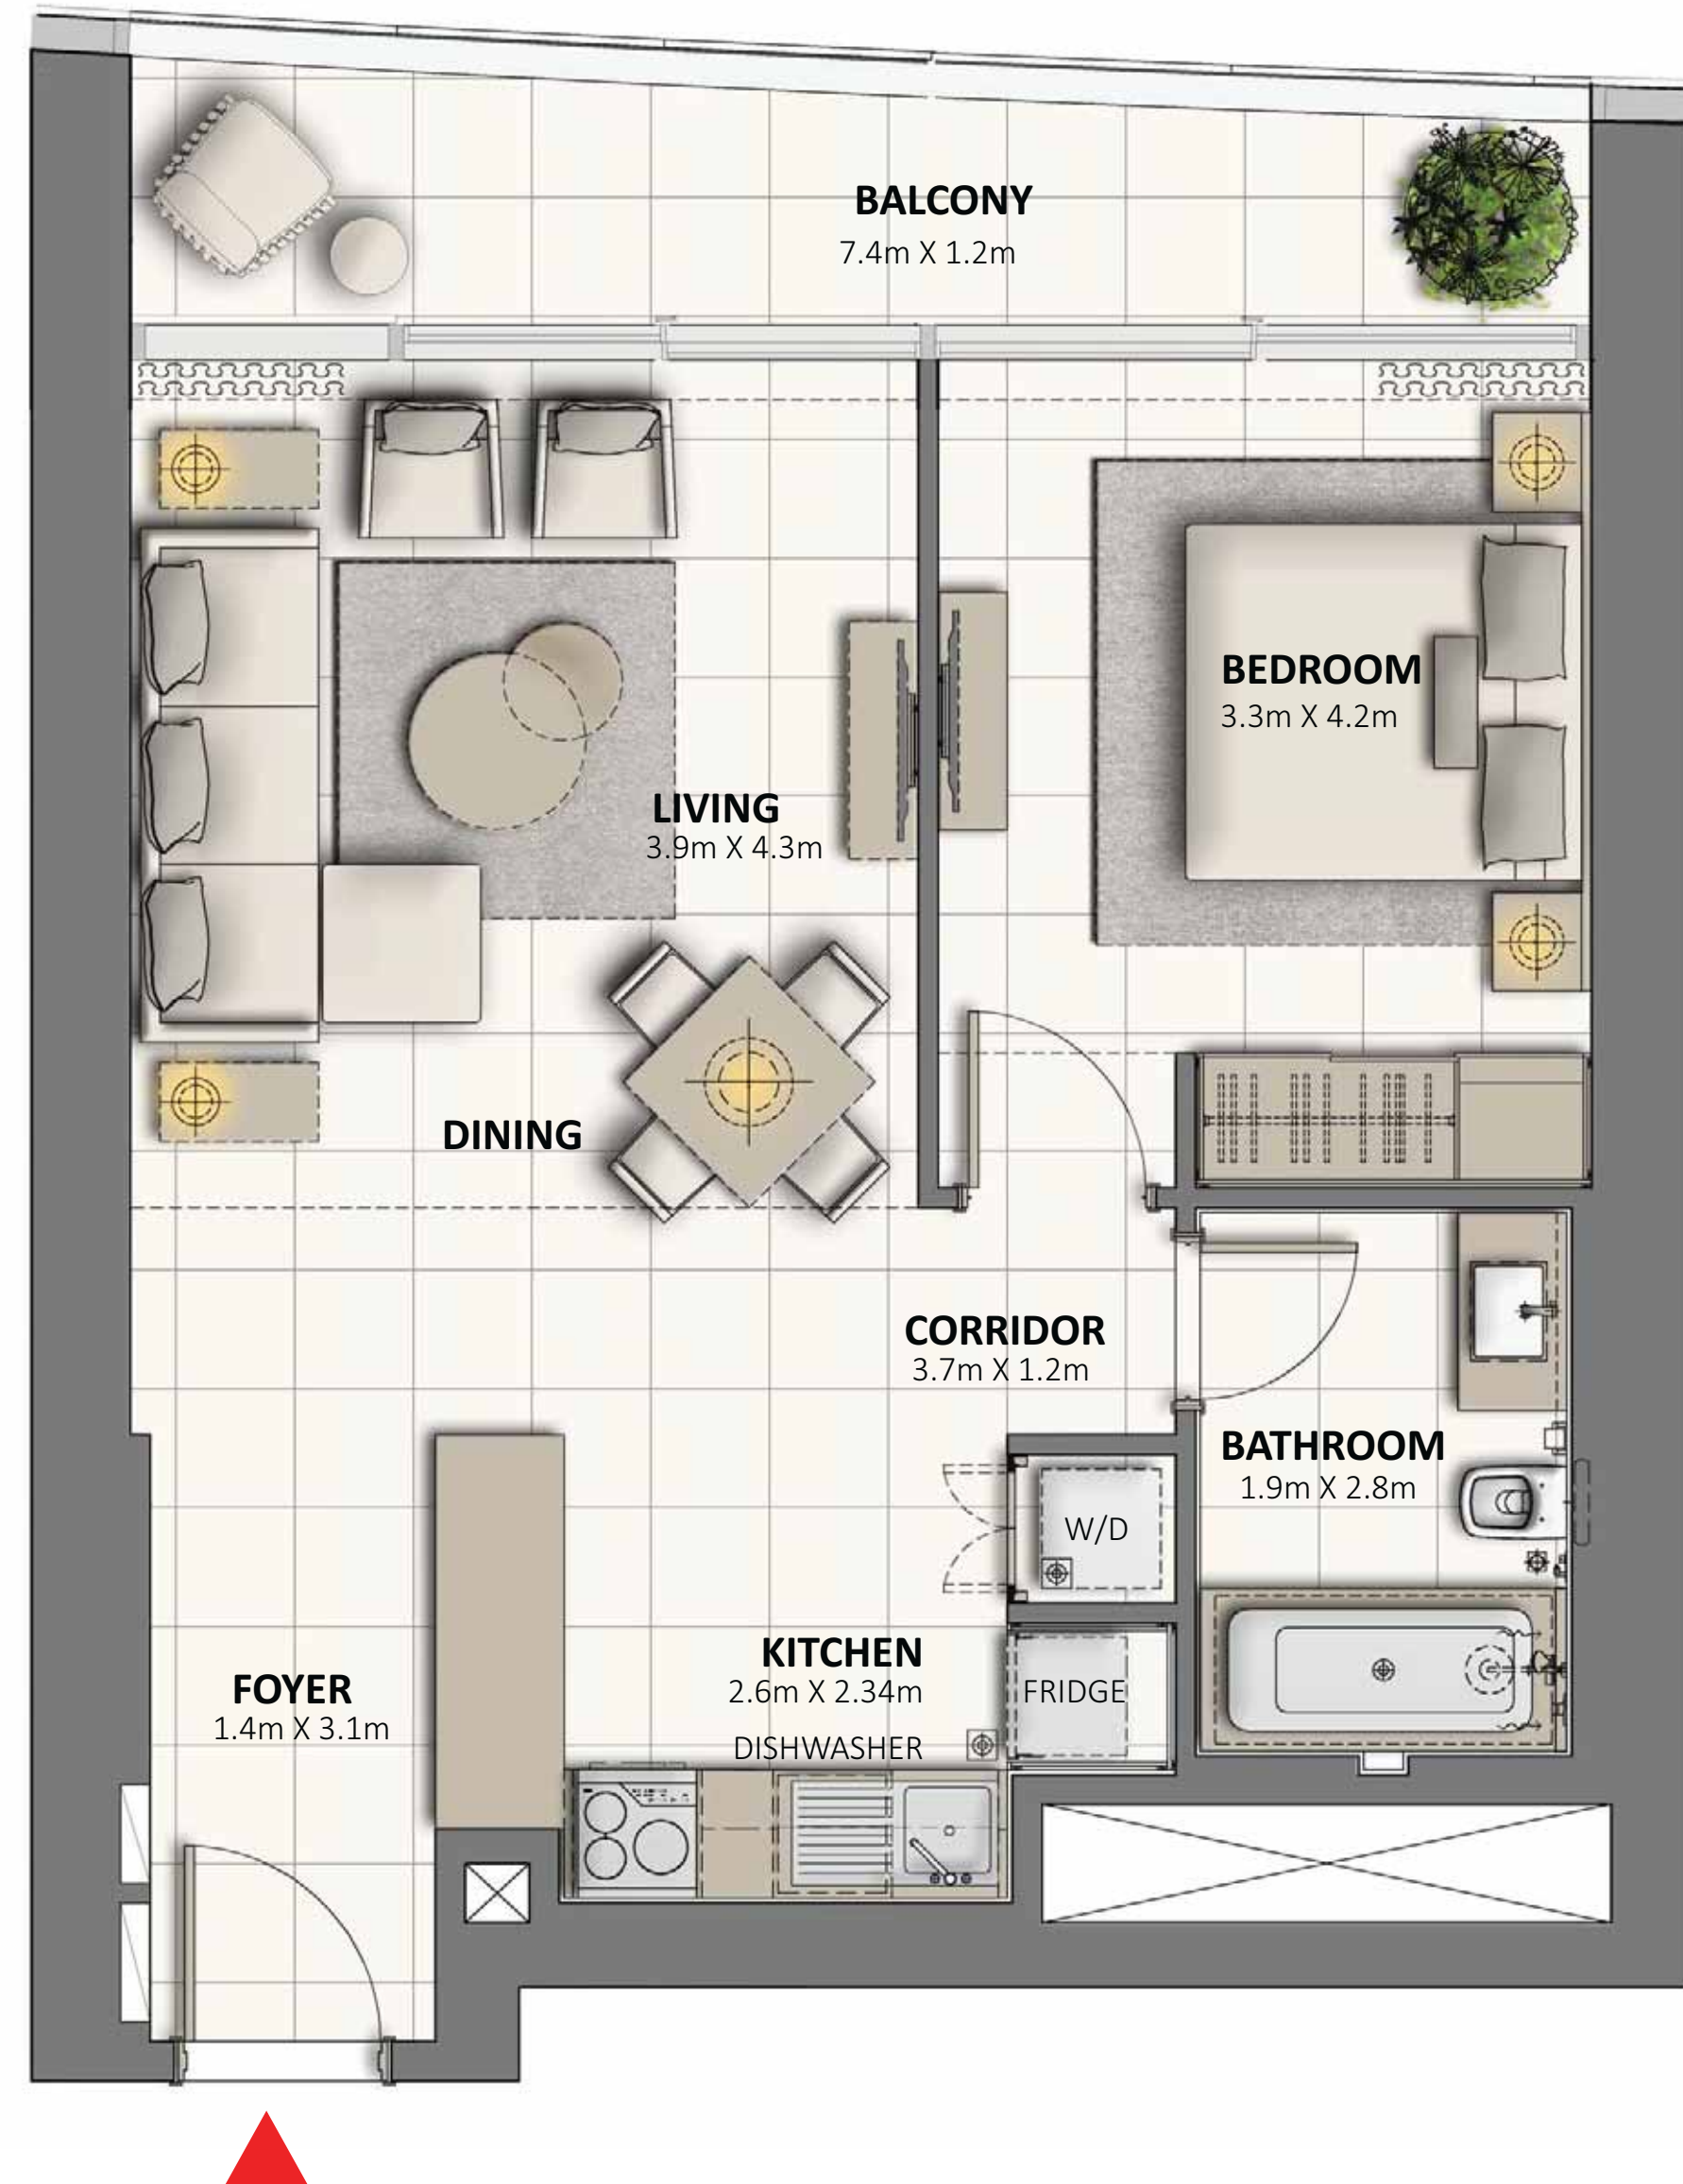 BALCONY
7.4m X 1.2m
BEDROOM
3.3m X 4.2m
LIVING
3.9m X 4.3m
DINING
CORRIDOR
3.7m X 1.2m
BATHROOM
1.9m X 2.8m
W/D
KITCHEN
2.6m X 2.34m
FRIDGE
DISHWASHER
FOYER
1.4m X 3.1m